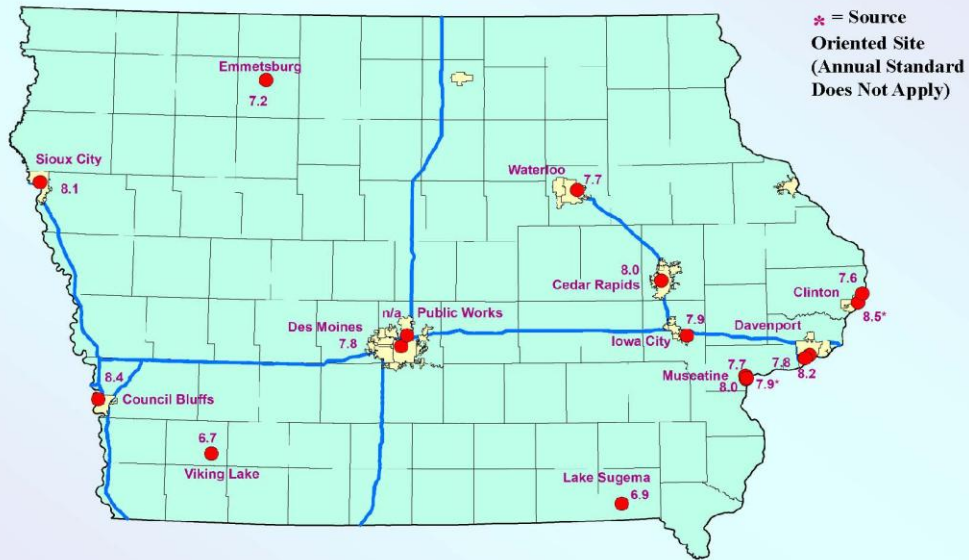 * = Source
Oriented Site
(Annual Standard
Does Not Apply)
Emmetsburg
7.2
Sioux City
8.1
Waterloo
7.7
8.0
Cedar Rapids
7.6
Clinton
8.5*
n/a
Public Works
Des Moines
7.8
7.9
Iowa City
Davenport
7.8
8.2
Muscatine
7.7
8.0
7.9*
8.4
Council Bluffs
6.7
Viking Lake
Lake Sugema
6.9